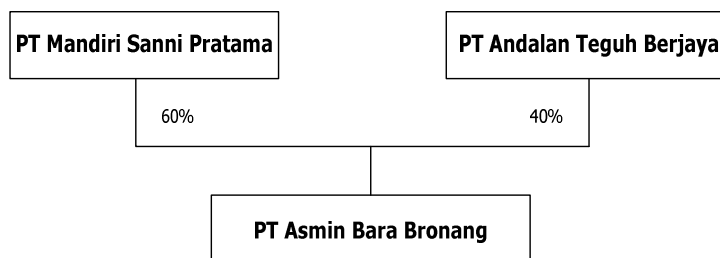 PT Mandiri Sanni Pratama
PT Andalan Teguh Berjaya
60%
40%
PT Asmin Bara Bronang